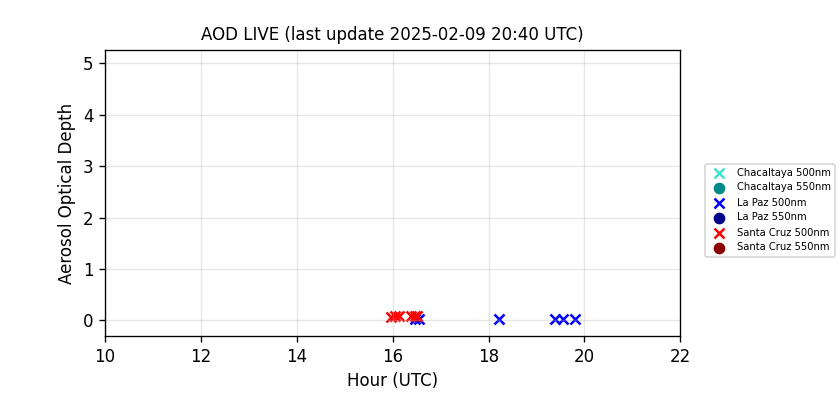 AOD LIVE (last update 2025-02-09 20:40 UTC)
Aerosol Optical Depth
5
4
3
2
1
0
10 12 14 16 18 20 22
Hour (UTC)
Chacaltaya 500nm
Chacaltaya 550nm
La Paz 500nm
La Paz 550nm
Santa Cruz 500nm
Santa Cruz 550nm